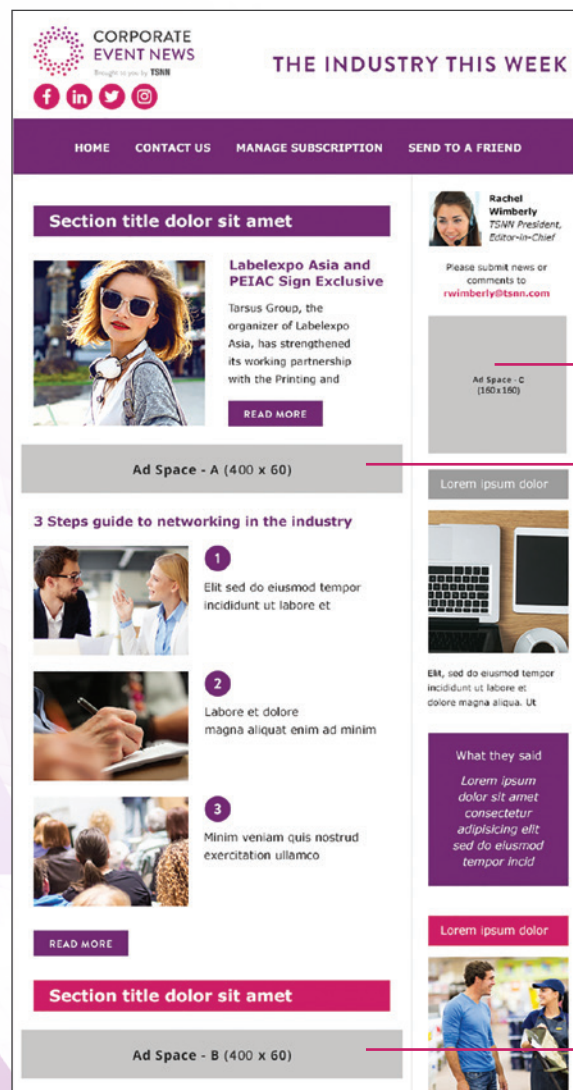 CORPORATE
EVENT NEWS
Brought to you by TSNN
THE INDUSTRY THIS WEEK
HOME CONTACT US MANAGE SUBSCRIPTION SEND TO A FRIEND
Section title dolor sit amet
Labelexpo Asia and
PEIAC Sign Exclusive
Tarsus Group, the
organizer of Labelexpo
Asia, has strengthened
its working partnership
with the Printing and
READ MORE
Ad Space - A (400 x 60)
3 Steps guide to networking in the industry
1
Elit sed do eiusmod tempor
incididunt ut labore et
2
Labore et dolore
magna aliquat enim ad minim
3
Minim veniam quis nostrud
exercitation ullamco
READ MORE
Section title dolor sit amet
Ad Space - B (400 x 60)
Rachel
Wimberly
TSNN President,
Editor-in-Chief
Please submit news or
comments to
rwimberly@tsnn.com
Ad Space - C
(160x160)
Lorem ipsum dolor
Elit, sed do eiusmod tempor
incididunt ut labore et
dolore magna aliqua. Ut
What they said
Lorem ipsum
dolor sit amet
consectetur
adipisicing elit
sed do eiusmod
tempor incid
Lorem ipsum dolor